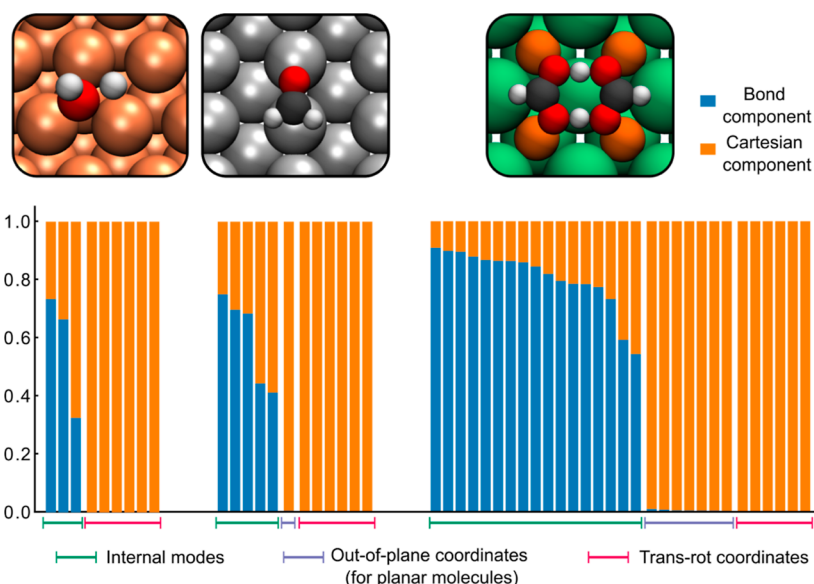 Bond
component
Cartesian
component
1.0
0.8
0.6
0.4
0.2
0.0
Internal modes
Out-of-plane coordinates
(for planar molecules)
Trans-rot coordinates